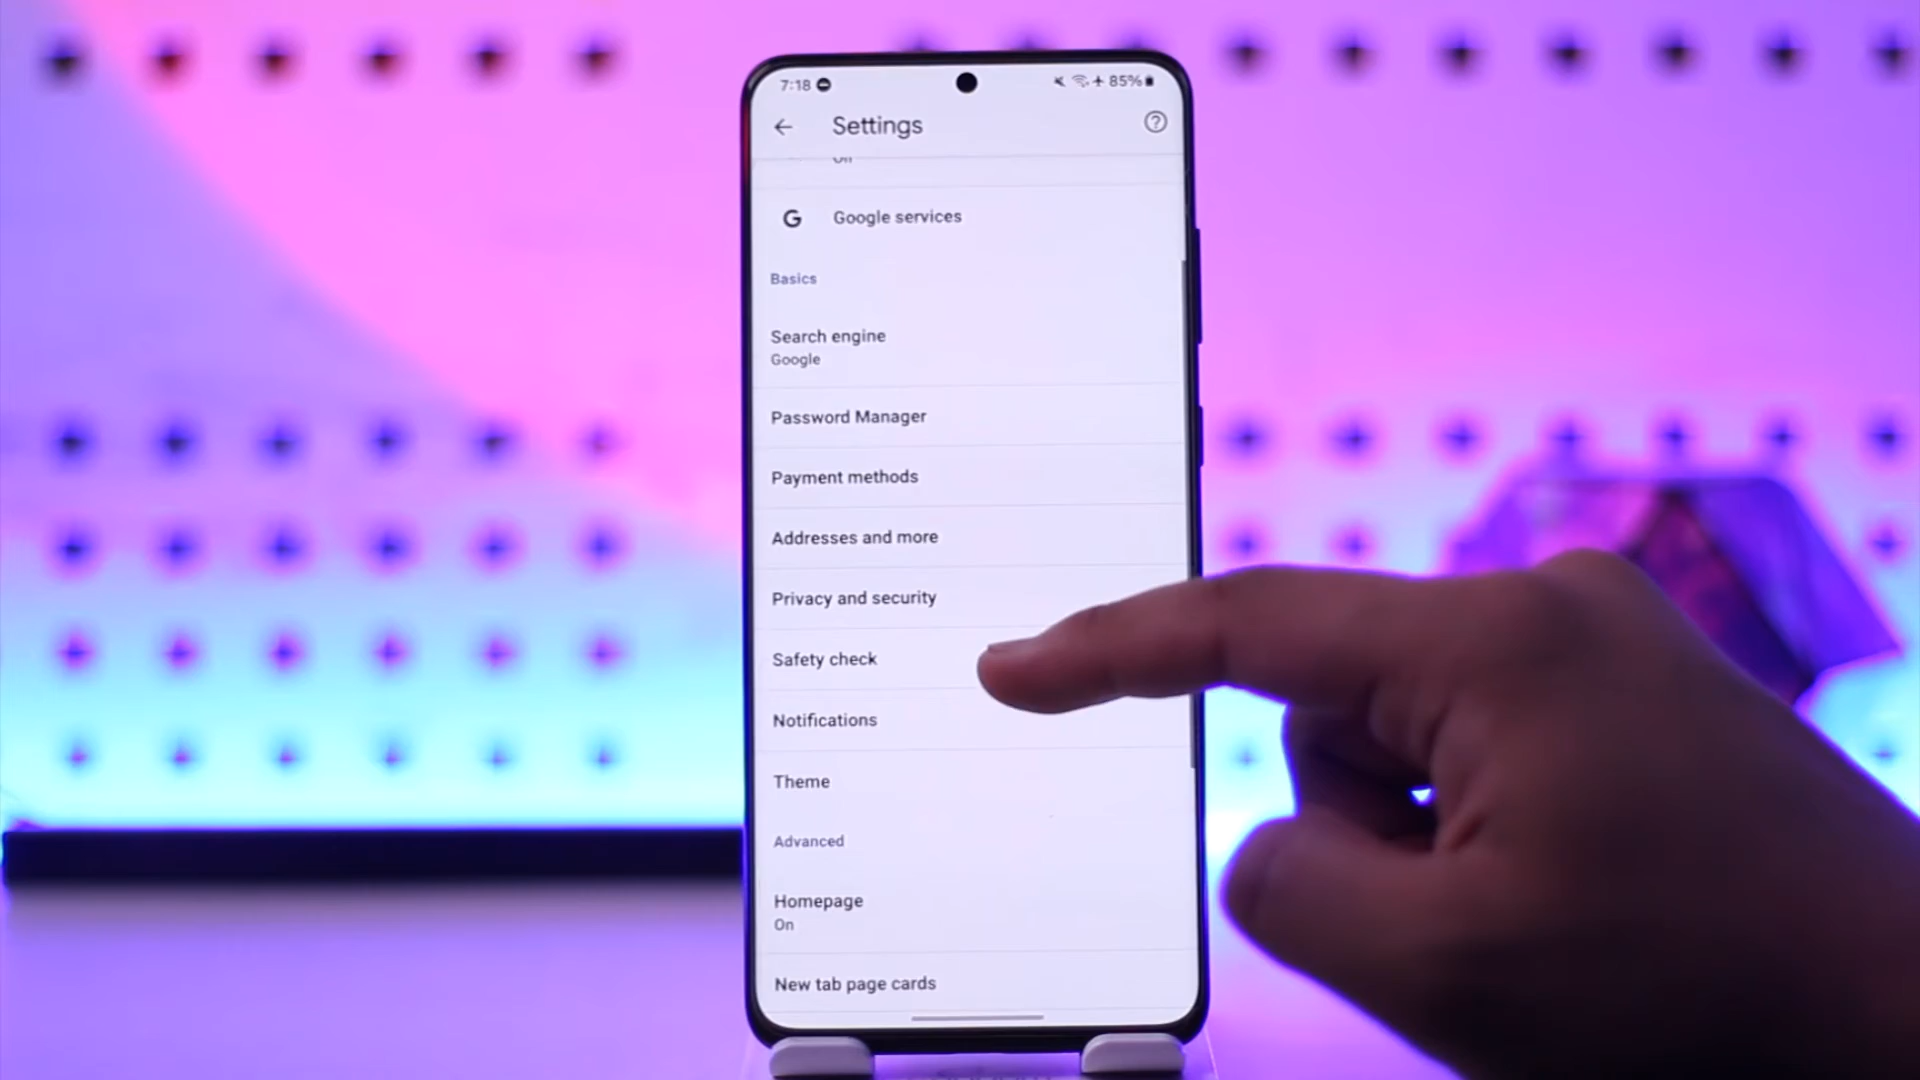 7:18
85%
Settings
Google services
Basics
Search engine
Google
Password Manager
Payment methods
Addresses and more
Privacy and security
Safety check
Notifications
Theme
Advanced
Homepage
On
New tab page cards